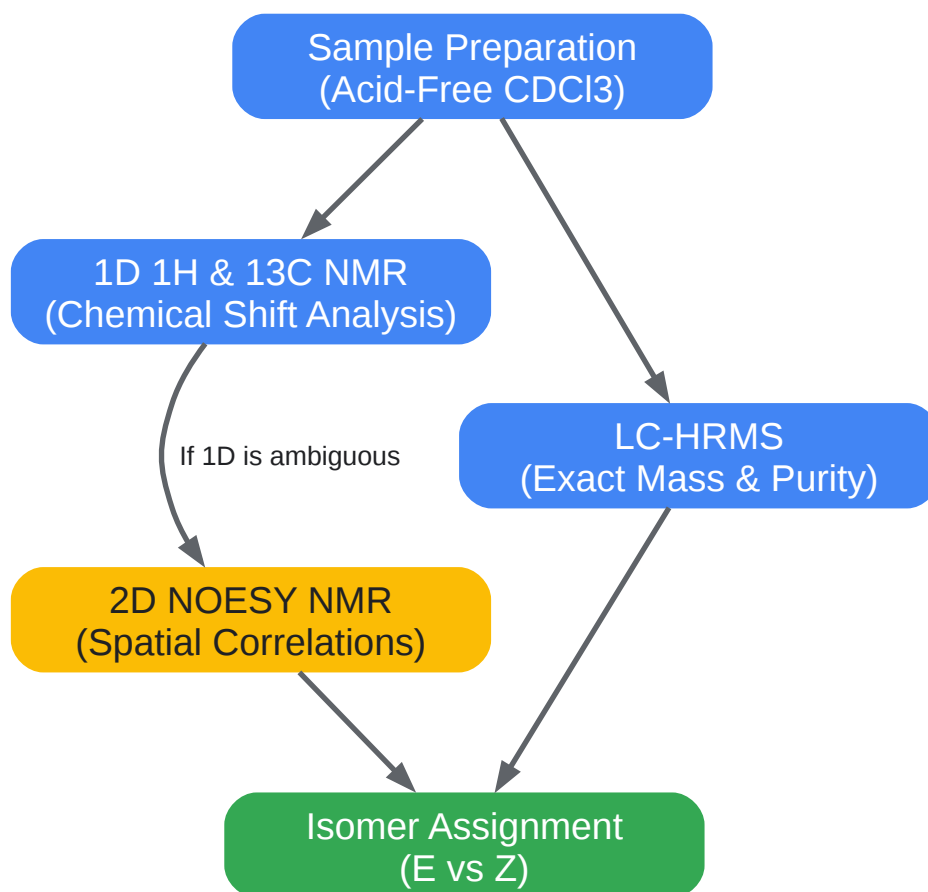 Sample Preparation
(Acid-Free CDCl3)
1D 1H & 13C NMR
(Chemical Shift Analysis)
If 1D is ambiguous
LC-HRMS
(Exact Mass & Purity)
2D NOESY NMR
(Spatial Correlations)
Isomer Assignment
(E vs Z)